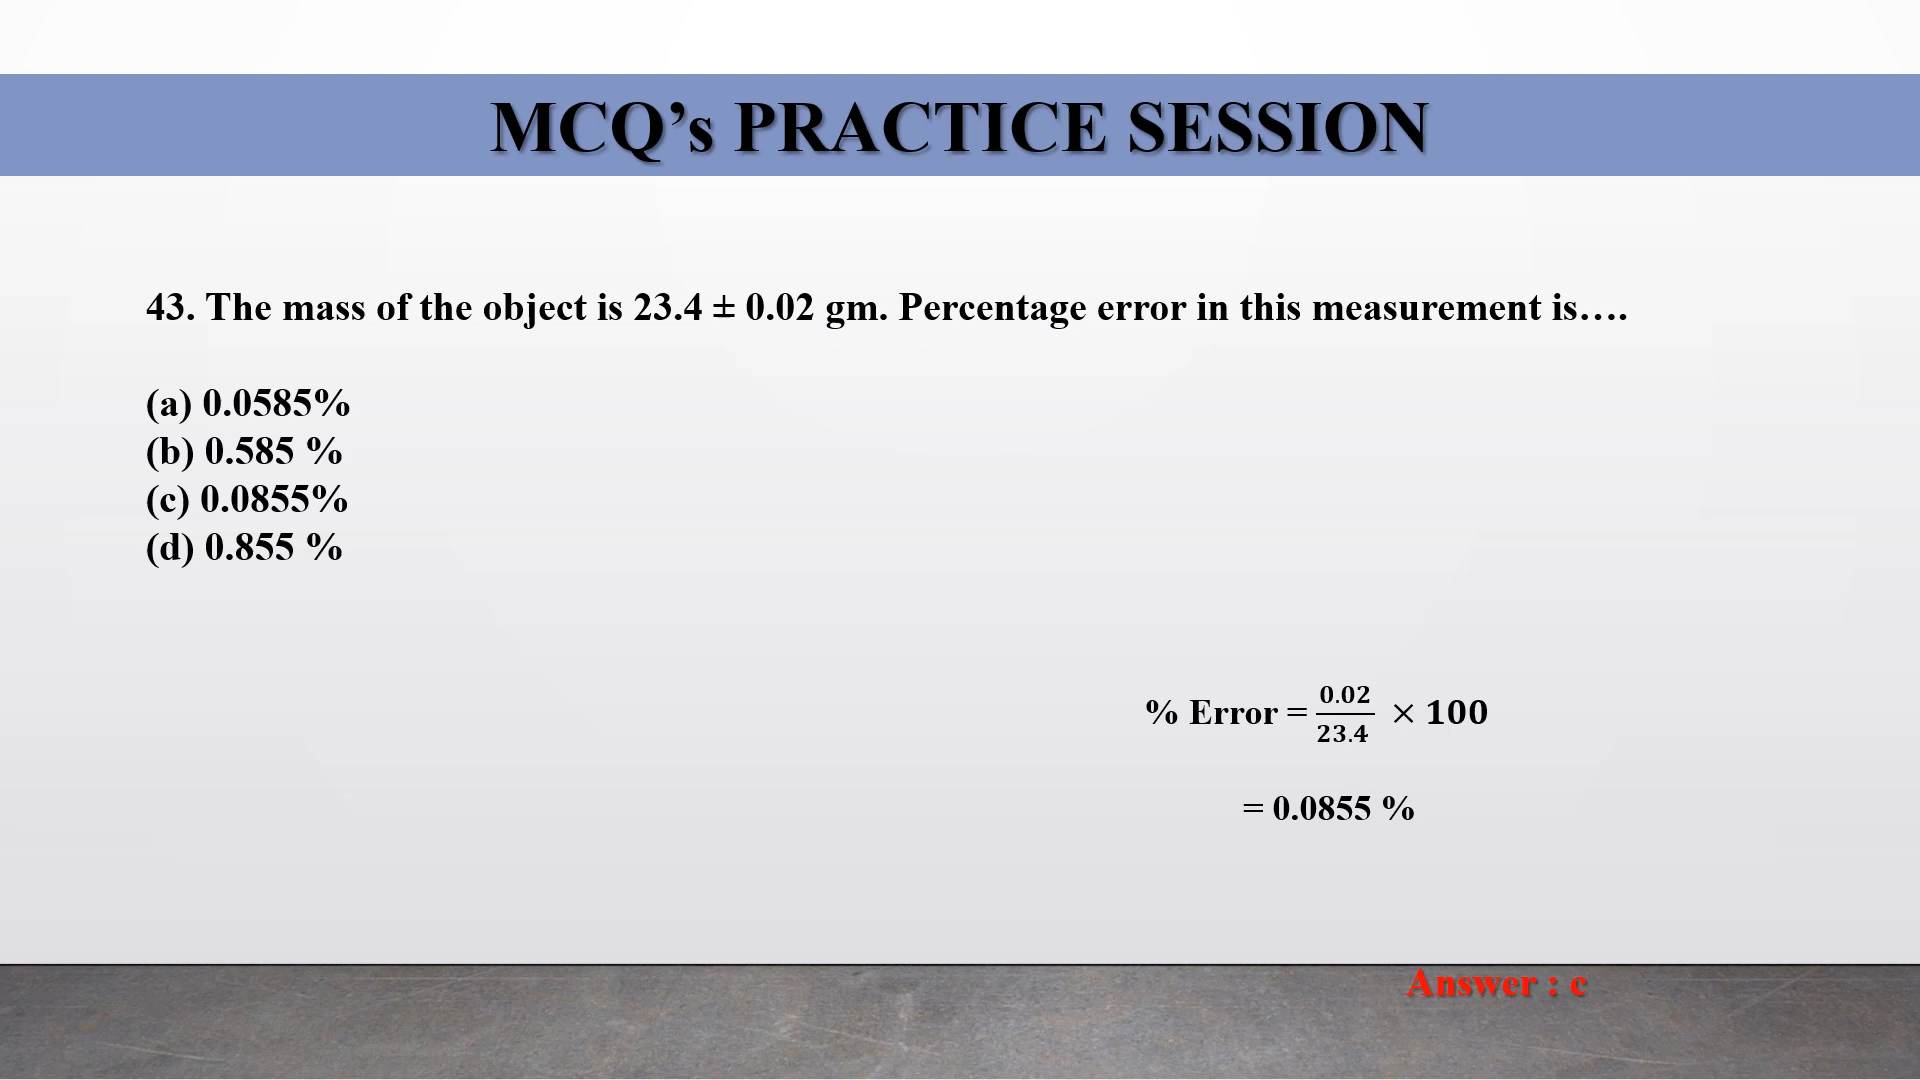 MCQ’s PRACTICE SESSION
43. The mass of the object is 23.4 ± 0.02 gm. Percentage error in this measurement is….
(a) 0.0585%
(b) 0.585 %
(c) 0.0855%
(d) 0.855 %
% Error = 0.02/23.4 × 100
= 0.0855 %
Answer : c